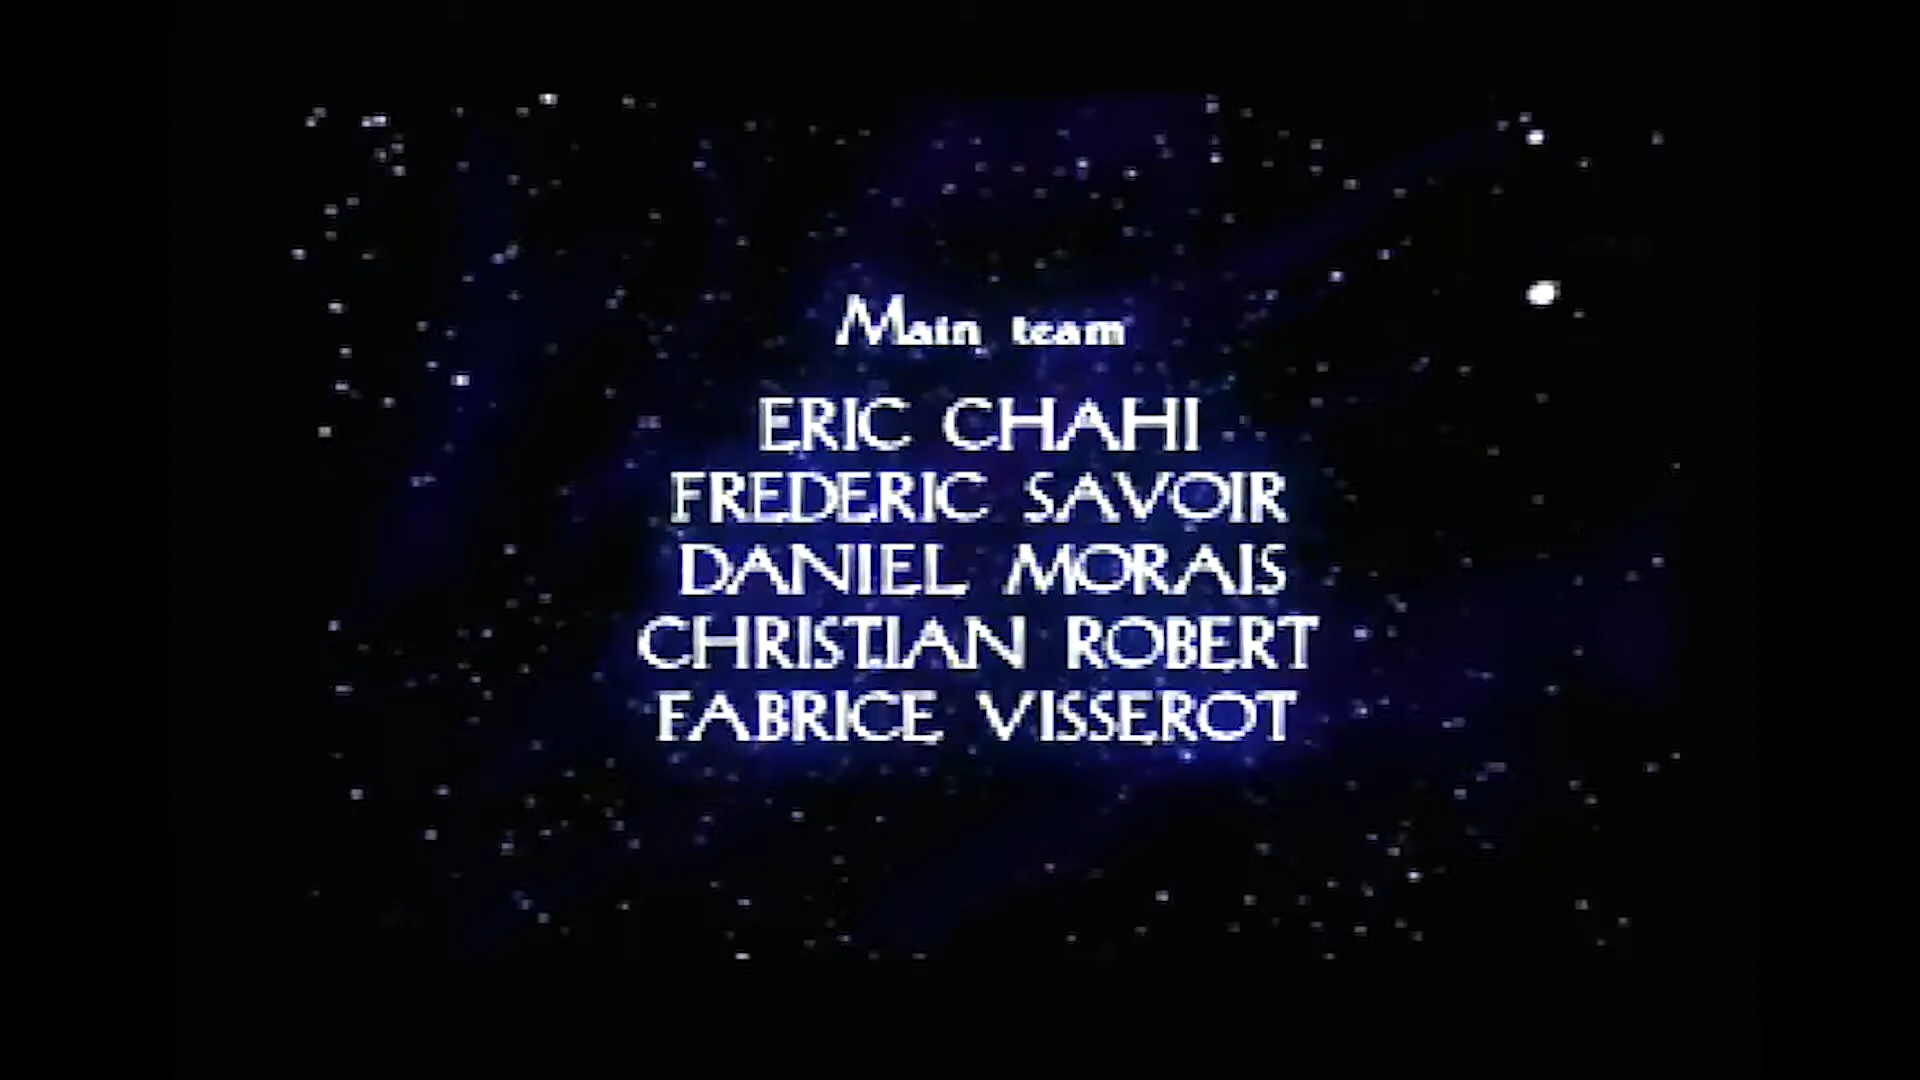 Main team
ERIC CHAHI
FREDERIC SAVOIR
DANIEL MORAIS
CHRISTIAN ROBERT
FABRICE VISSEROT